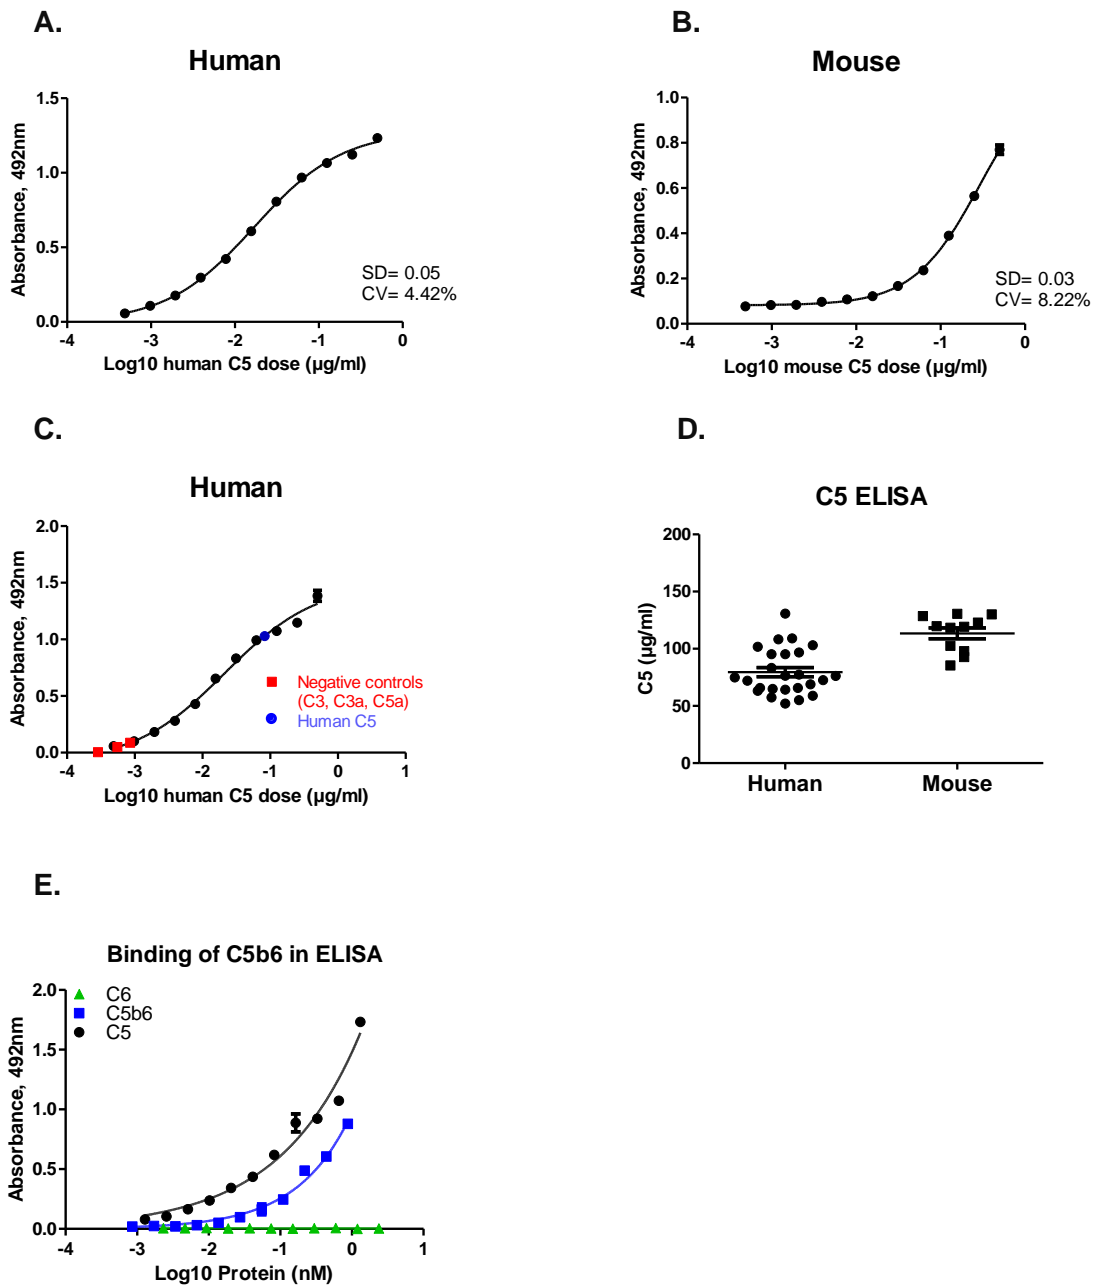 A.
Human
1.5
1.0
0.5
0.0
Absorbance, 492nm
SD= 0.05
CV= 4.42%
-4
-3
-2
-1
0
Log10 human C5 dose (µg/ml)
B.
Mouse
1.0
0.8
0.6
0.4
0.2
0.0
Absorbance, 492nm
SD= 0.03
CV= 8.22%
-4
-3
-2
-1
0
Log10 mouse C5 dose (µg/ml)
C.
Human
2.0
1.5
1.0
0.5
0.0
Absorbance, 492nm
Negative controls
(C3, C3a, C5a)
Human C5
-4
-3
-2
-1
0
1
Log10 human C5 dose (µg/ml)
D.
C5 ELISA
200
150
100
50
0
C5 (µg/ml)
Human
Mouse
E.
Binding of C5b6 in ELISA
2.0
1.5
1.0
0.5
0.0
Absorbance, 492nm
C6
C5b6
C5
-4
-3
-2
-1
0
1
Log10 Protein (nM)